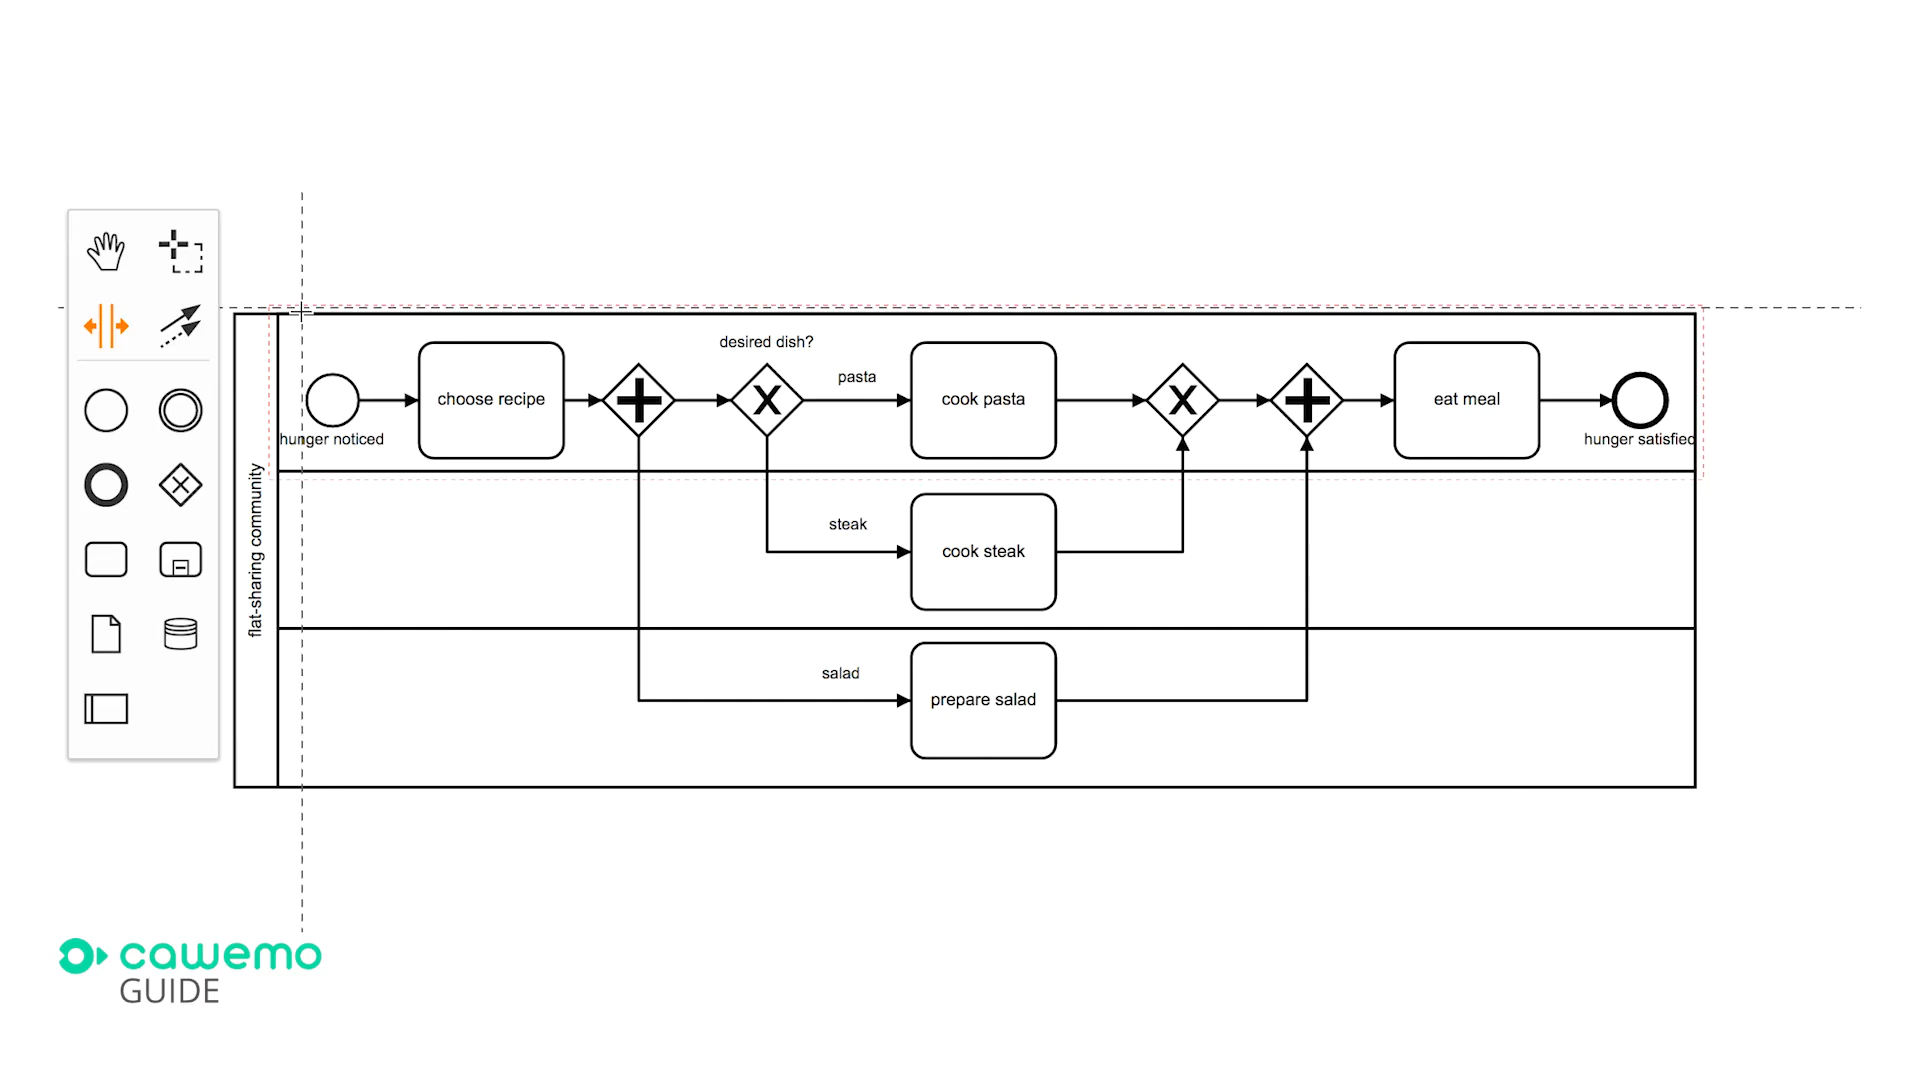 desired dish?
pasta
choose recipe
cook pasta
eat meal
hunger noticed
hunger satisfied
flat-sharing community
steak
cook steak
salad
prepare salad
cawemo
GUIDE